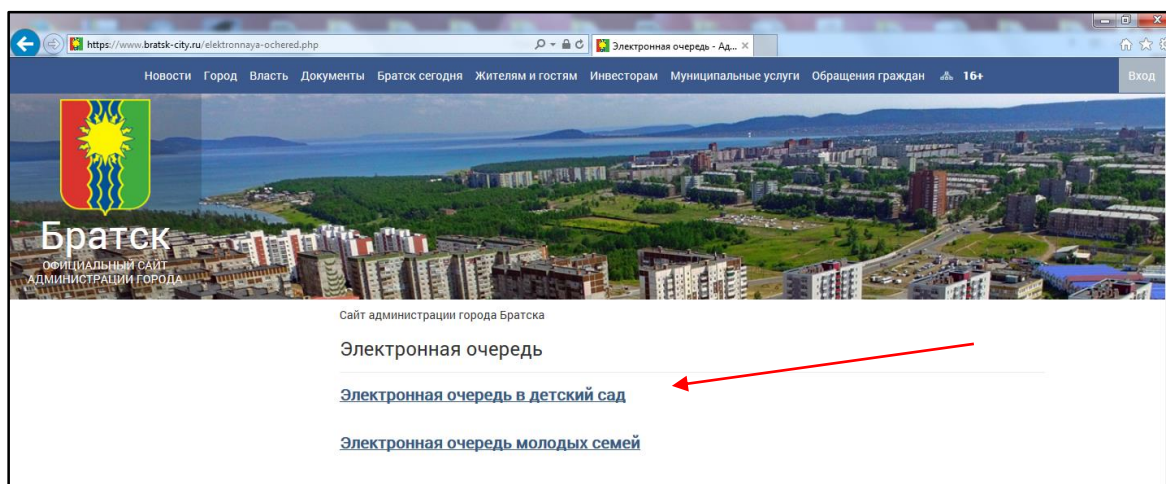 https://www.bratsk-city.ru/elektronnaya-ochered.php
Электронная очередь - Ад...
Новости Город Власть Документы Братск сегодня Жителям и гостям Инвесторам Муниципальные услуги Обращения граждан 16+ Вход
Братск
ОФИЦИАЛЬНЫЙ САЙТ
АДМИНИСТРАЦИИ ГОРОДА
Сайт администрации города Братска
Электронная очередь
Электронная очередь в детский сад
Электронная очередь молодых семей